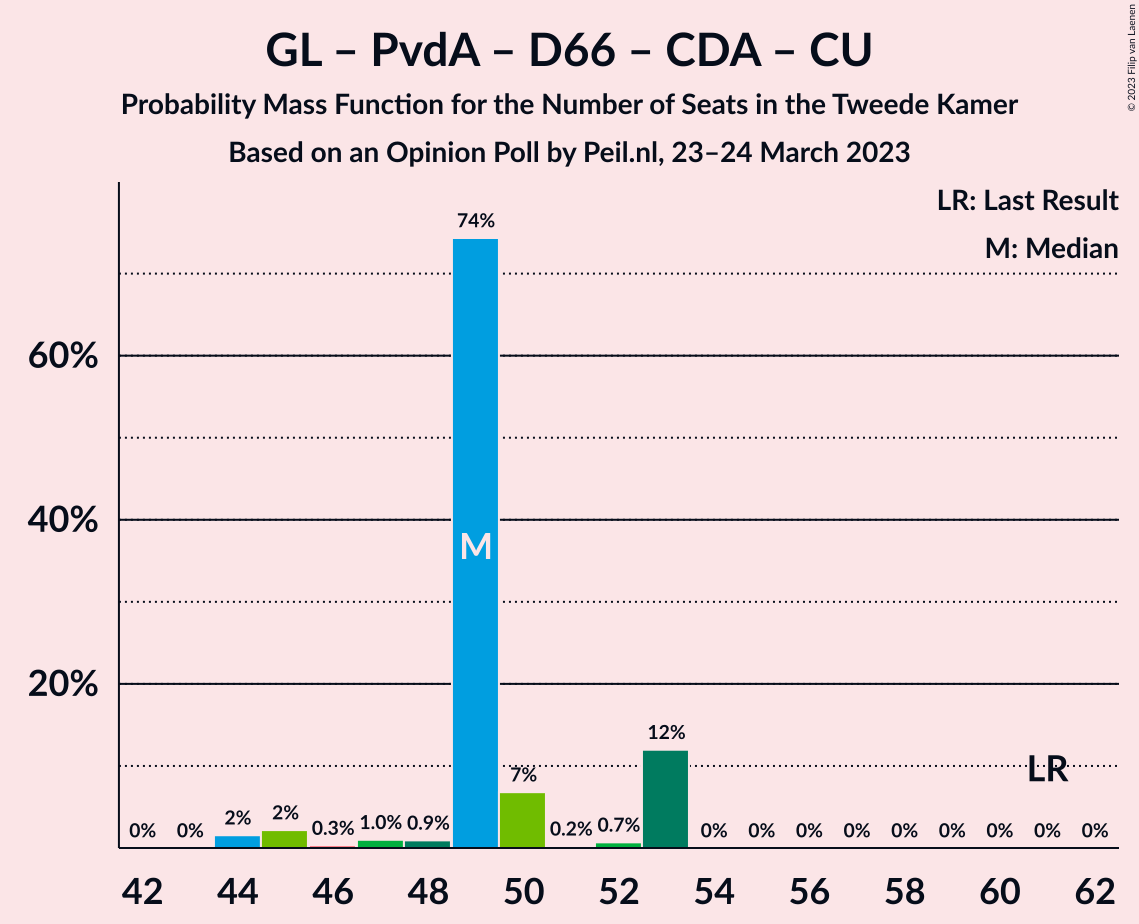 GL – PvdA – D66 – CDA – CU
Probability Mass Function for the Number of Seats in the Tweede Kamer
Based on an Opinion Poll by Peil.nl, 23–24 March 2023
© 2023 Filip van Laenen
LR: Last Result
M: Median
60%
40%
20%
0% 0% 2% 2% 0.3% 1.0% 0.9% 74% 7% 0.2% 0.7% 12% 0% 0% 0% 0% 0% 0% 0% 0% 0%
M
LR
42 44 46 48 50 52 54 56 58 60 62